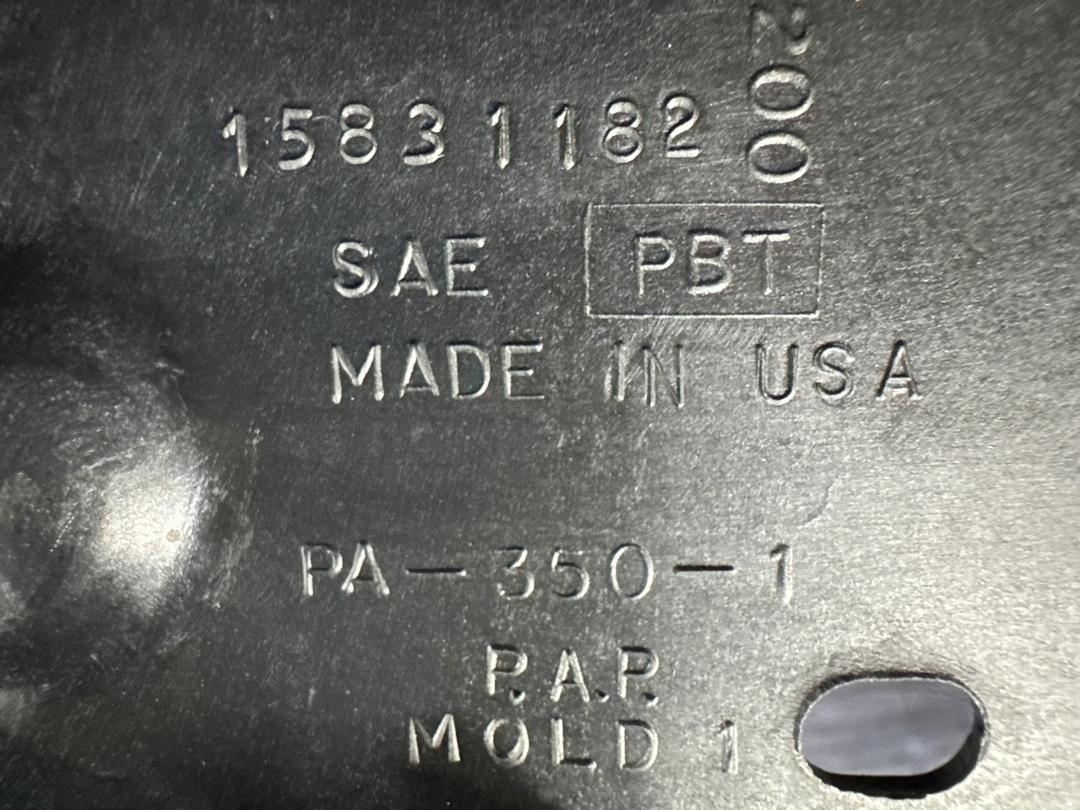 15831182
200
SAE PBT
MADE IN USA
PA-350-1
P.A.P.
MOLD 1